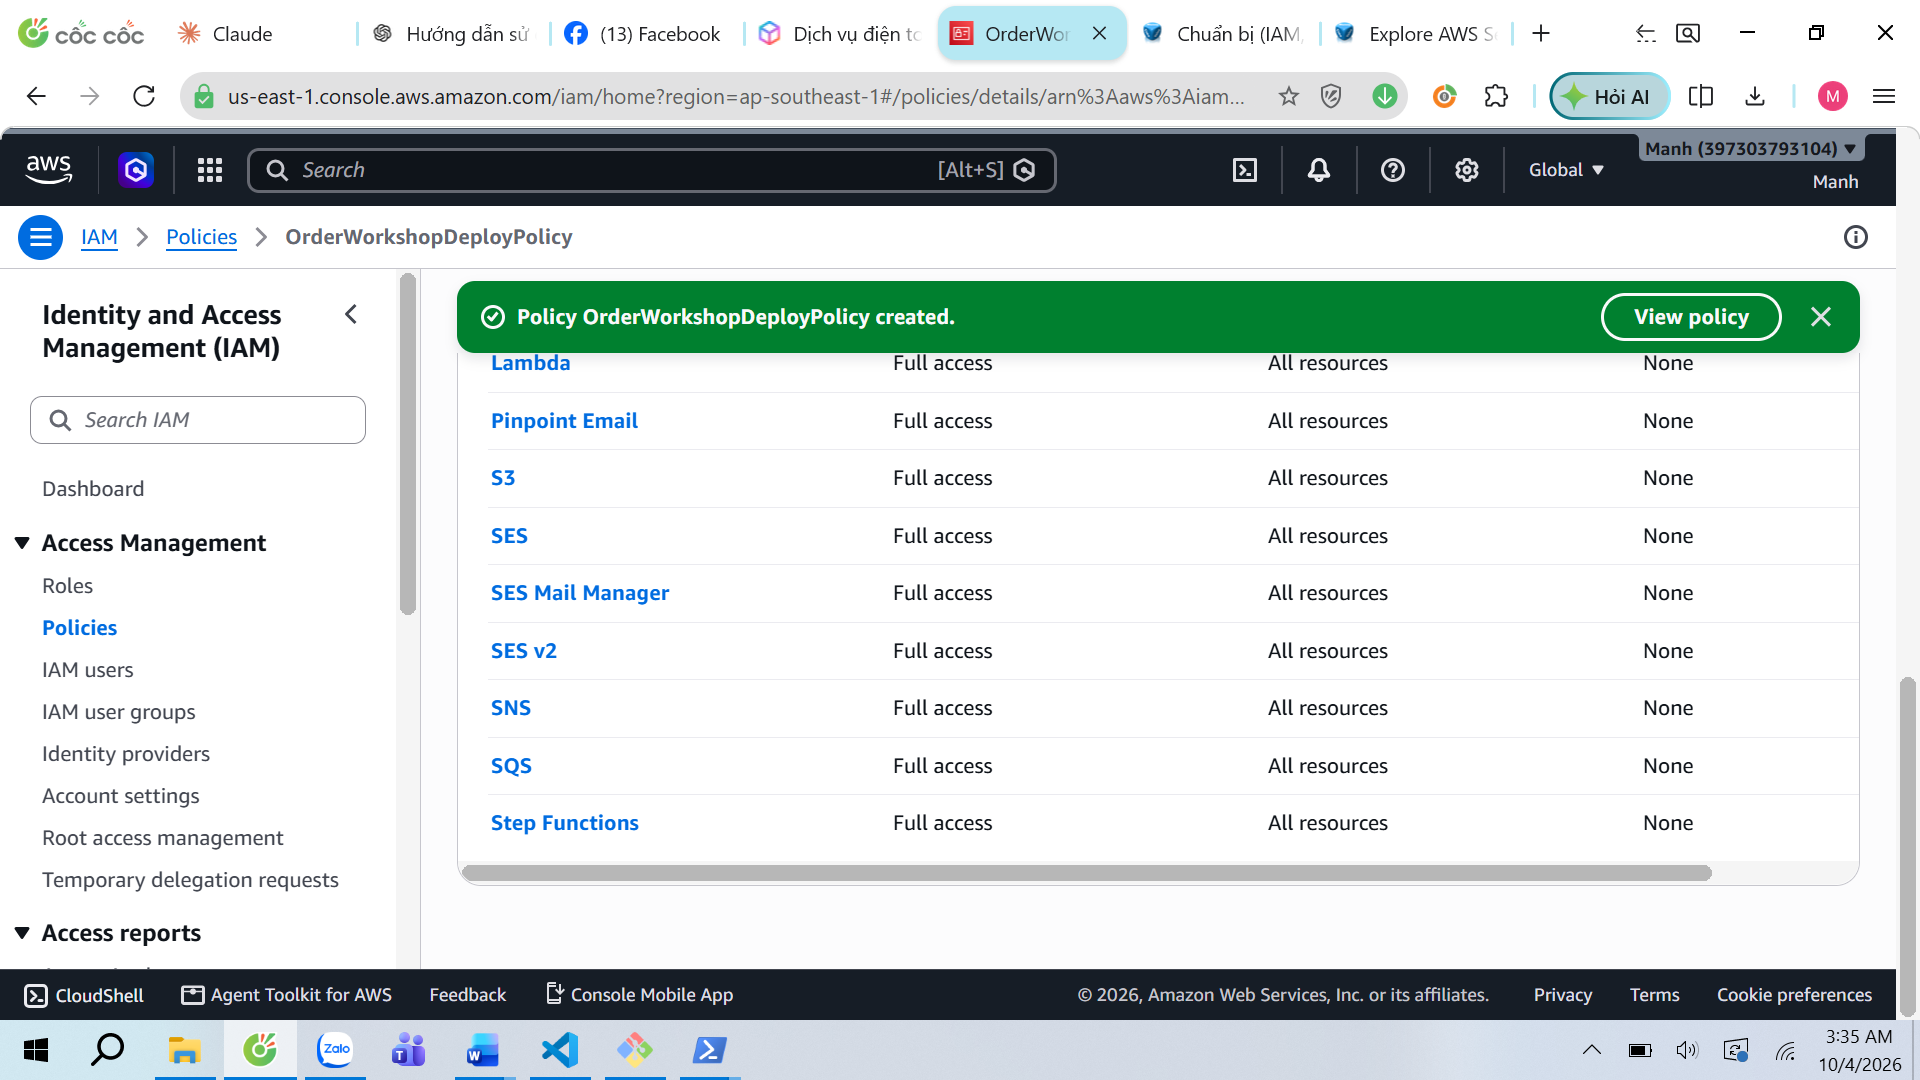 cốc cốc
Claude
Hướng dẫn sử
(13) Facebook
Dịch vụ điện to
OrderWor
Chuẩn bị (IAM,
Explore AWS S
us-east-1.console.aws.amazon.com/iam/home?region=ap-southeast-1#/policies/details/arn%3Aaws%3Aiam...
Hỏi AI
M
aws
Search
[Alt+S]
Global
Manh (397303793104)
Manh
IAM
Policies
OrderWorkshopDeployPolicy
Identity and Access
Management (IAM)
Search IAM
Dashboard
Access Management
Roles
Policies
IAM users
IAM user groups
Identity providers
Account settings
Root access management
Temporary delegation requests
Access reports
Policy OrderWorkshopDeployPolicy created.
View policy
Lambda Full access All resources None
Pinpoint Email Full access All resources None
S3 Full access All resources None
SES Full access All resources None
SES Mail Manager Full access All resources None
SES v2 Full access All resources None
SNS Full access All resources None
SQS Full access All resources None
Step Functions Full access All resources None
CloudShell
Agent Toolkit for AWS
Feedback
Console Mobile App
© 2026, Amazon Web Services, Inc. or its affiliates.
Privacy
Terms
Cookie preferences
Zalo
3:35 AM
10/4/2026